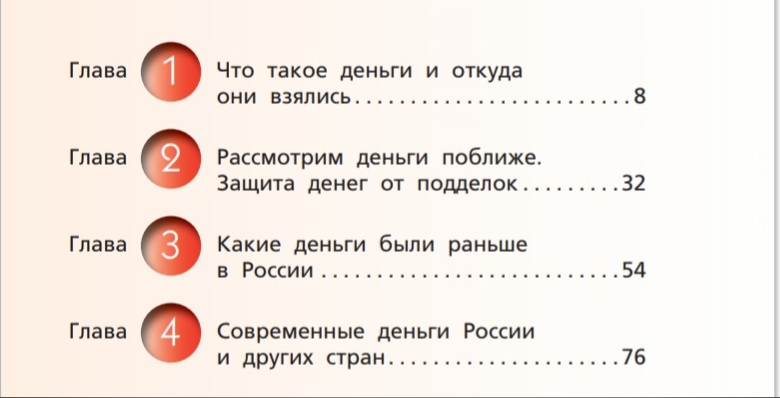 Глава 1 Что такое деньги и откуда
они взялись..........................8
Глава 2 Рассмотрим деньги поближе.
Защита денег от подделок.........32
Глава 3 Какие деньги были раньше
в России ...........................54
Глава 4 Современные деньги России
и других стран.....................76